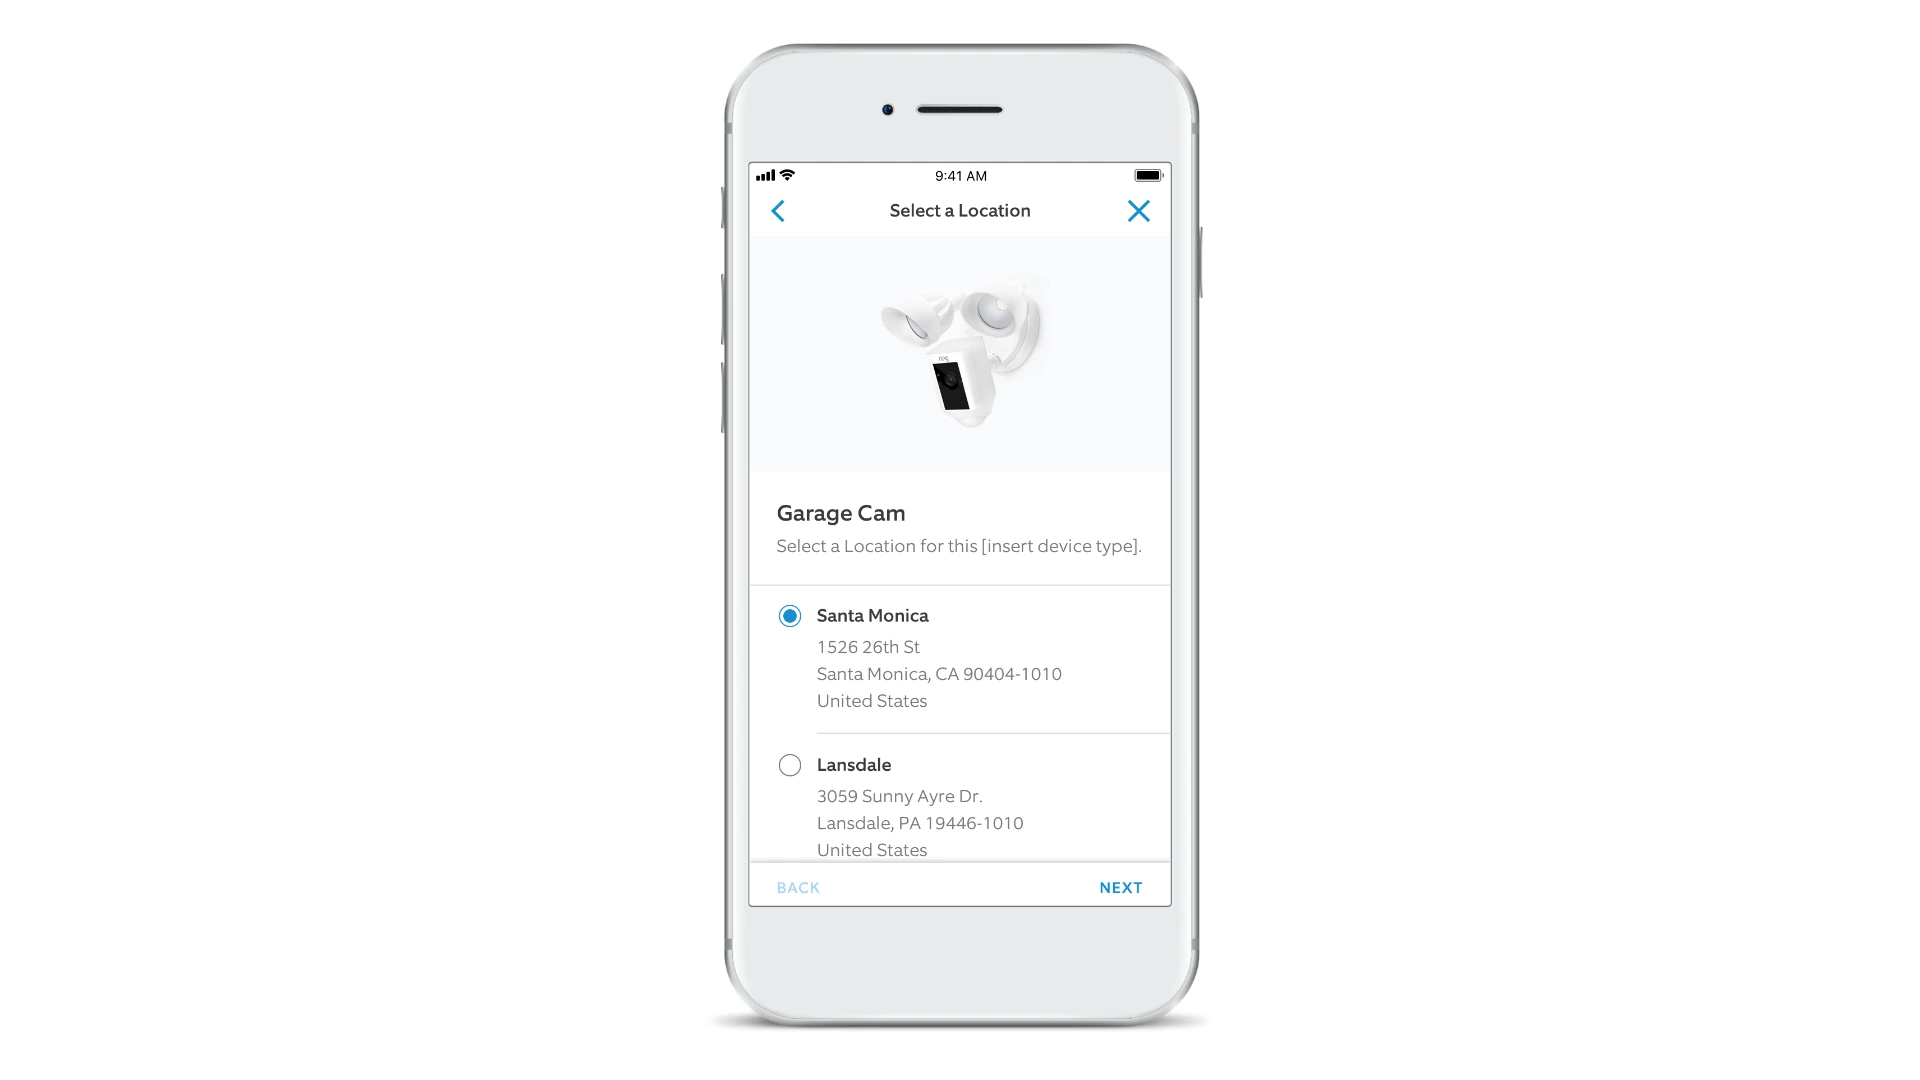 9:41 AM
Select a Location
ring
Garage Cam
Select a Location for this [insert device type].
Santa Monica
1526 26th St
Santa Monica, CA 90404-1010
United States
Lansdale
3059 Sunny Ayre Dr.
Lansdale, PA 19446-1010
United States
BACK
NEXT